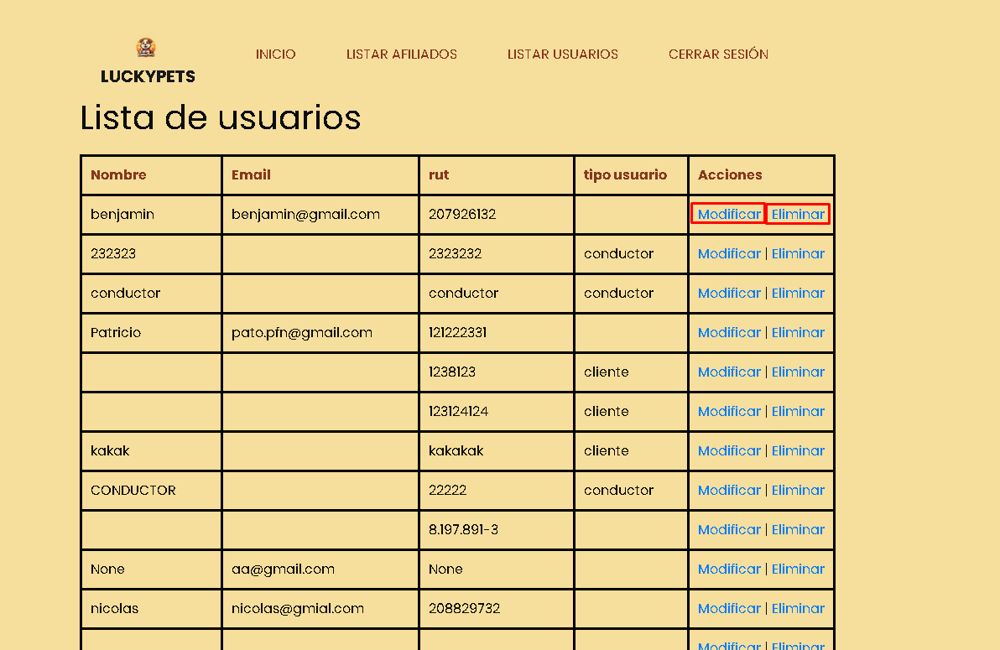 LUCKYPETS
INICIO LISTAR AFILIADOS LISTAR USUARIOS CERRAR SESIÓN
Lista de usuarios
Nombre Email rut tipo usuario Acciones
benjamin benjamin@gmail.com 207926132 Modificar Eliminar
232323 2323232 conductor Modificar | Eliminar
conductor conductor conductor Modificar | Eliminar
Patricio pato.pfn@gmail.com 121222331 Modificar | Eliminar
1238123 cliente Modificar | Eliminar
123124124 cliente Modificar | Eliminar
kakak kakakak cliente Modificar | Eliminar
CONDUCTOR 22222 conductor Modificar | Eliminar
8.197.891-3 Modificar | Eliminar
None aa@gmail.com None Modificar | Eliminar
nicolas nicolas@gmial.com 208829732 Modificar | Eliminar
Modificar | Eliminar